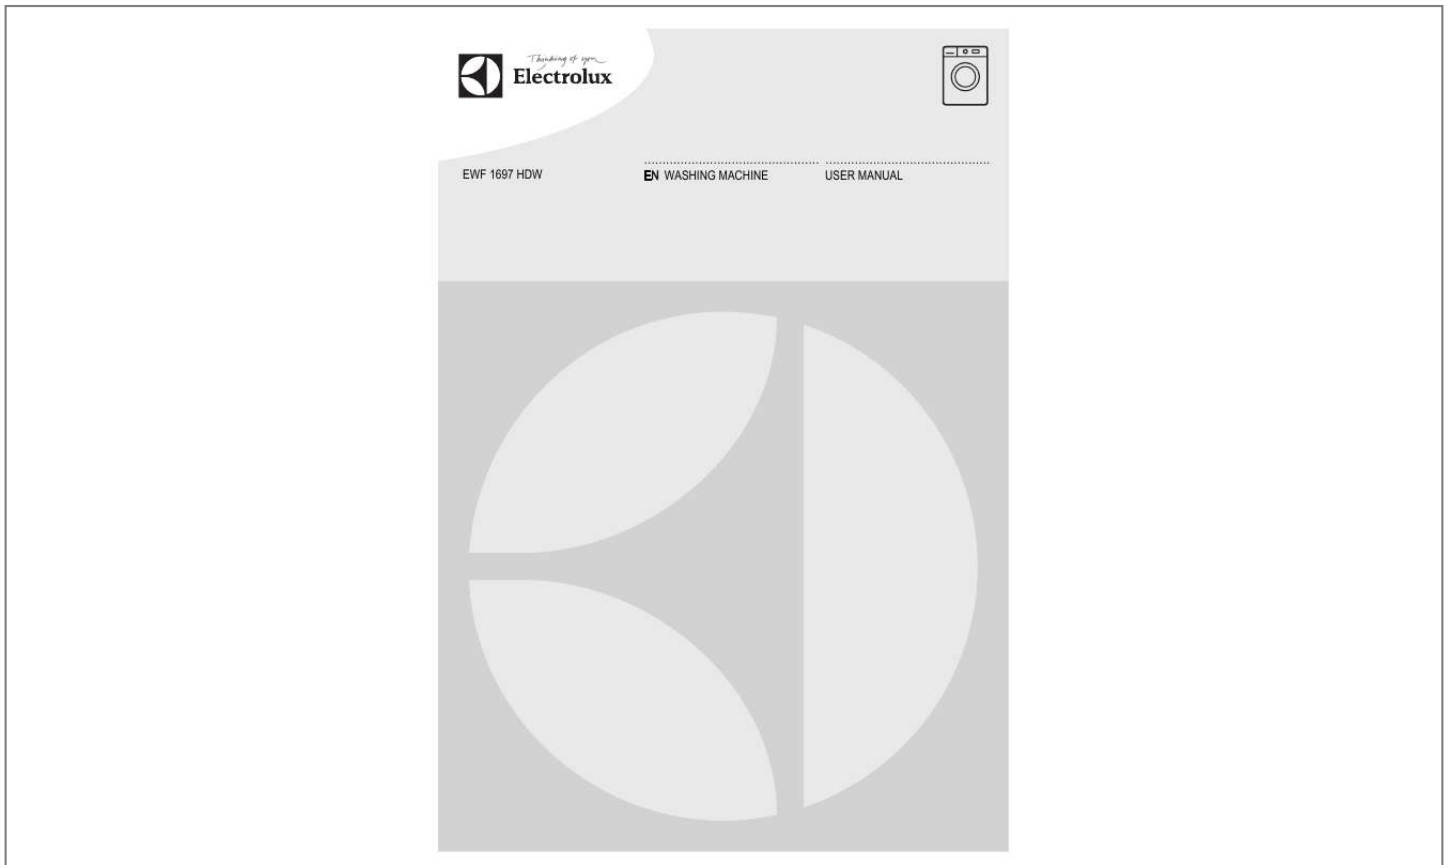 Thinking of you
Electrolux
EWF 1697 HDW
EN WASHING MACHINE
USER MANUAL